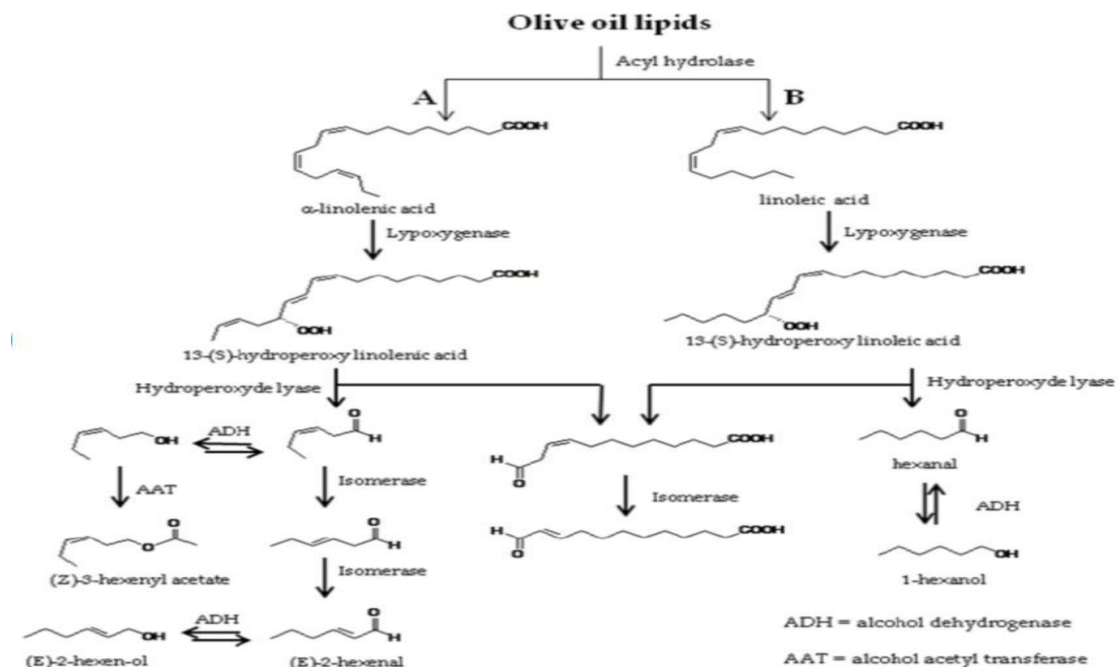 Olive oil lipids
Acyl hydrolase
A
B
COOH
COOH
α-linolenic acid
linoleic acid
Lypoxygenase
Lypoxygenase
COOH
COOH
OOH
OOH
13-(S)-hydroperoxy linolenic acid
13-(S)-hydroperoxy linoleic acid
Hydroperoxyde lyase
Hydroperoxyde lyase
OH
ADH
O
H
COOH
H
O
O
H
hexanal
AAT
Isomerase
Isomerase
ADH
O
O
O
H
H
O
COOH
OH
(Z)-3-hexenyl acetate
Isomerase
1-hexanol
OH
ADH
O
H
ADH = alcohol dehydrogenase
(E)-2-hexen-ol
(E)-2-hexenal
AAT = alcohol acetyl transferase